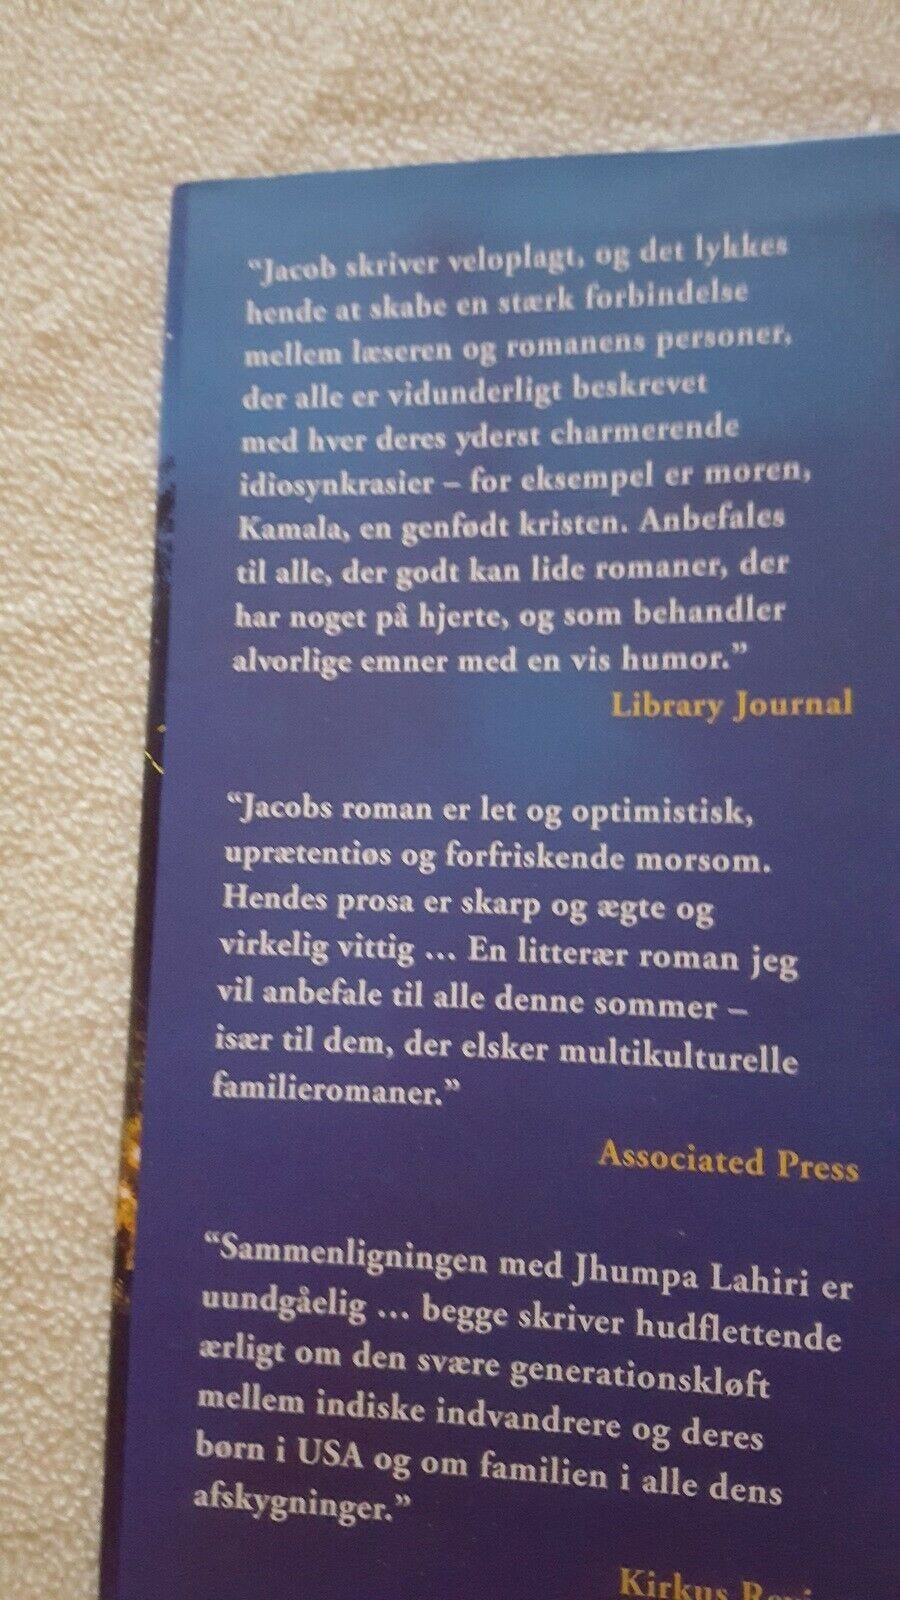 “Jacob skriver veloplagt, og det lykkes
hende at skabe en stærk forbindelse
mellem læseren og romanens personer,
der alle er vidunderligt beskrevet
med hver deres yderst charmerende
idiosynkrasier – for eksempel er moren,
Kamala, en genfødt kristen. Anbefales
til alle, der godt kan lide romaner, der
har noget på hjerte, og som behandler
alvorlige emner med en vis humor.”
Library Journal
“Jacobs roman er let og optimistisk,
uprætentiøs og forfriskende morsom.
Hendes prosa er skarp og ægte og
virkelig vittig ... En litterær roman jeg
vil anbefale til alle denne sommer –
især til dem, der elsker multikulturelle
familieromaner.”
Associated Press
“Sammenligningen med Jhumpa Lahiri er
uundgåelig ... begge skriver hudflettende
ærligt om den svære generationskløft
mellem indiske indvandrere og deres
børn i USA og om familien i alle dens
afskygninger.”
Kirkus